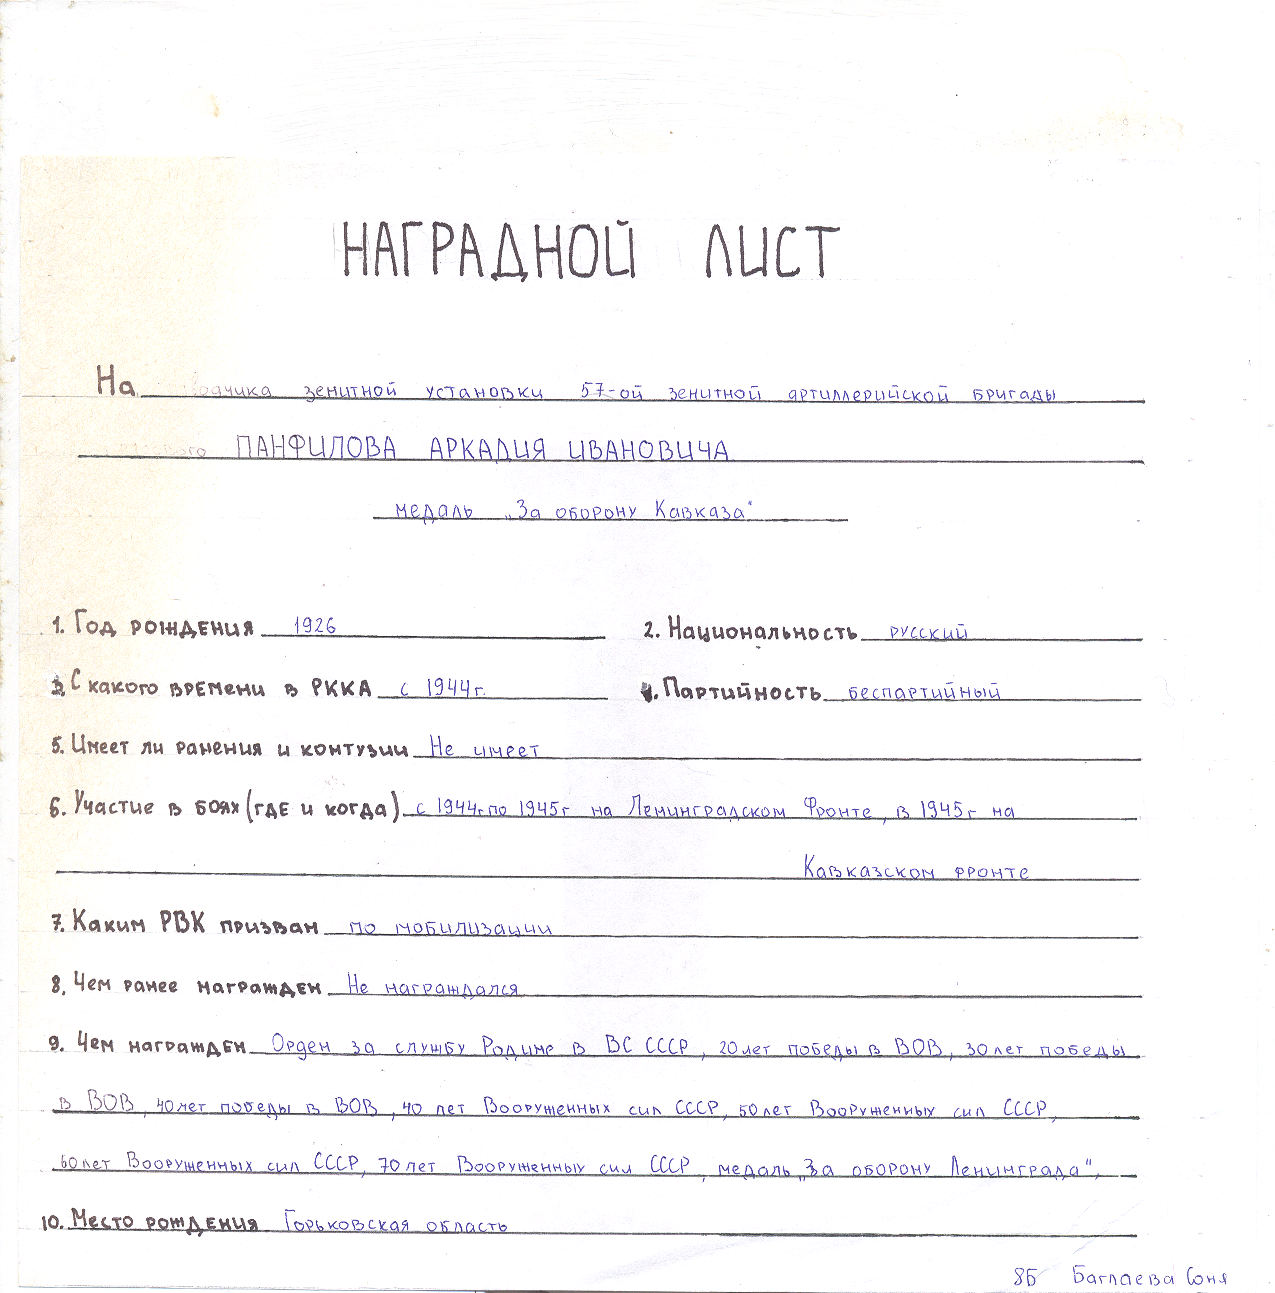 НАГРАДНОЙ ЛИСТ
На наводчика зенитной установки 57-ой зенитной артиллерийской бригады
ПАНФИЛОВА АРКАДИЯ ИВАНОВИЧА
медаль „За оборону Кавказа"
1. Год рождения 1926 2. Национальность русский
3. С какого времени в РККА с 1944г. 4. Партийность беспартийный
5. Имеет ли ранения и контузии Не имеет
6. Участие в боях (где и когда) с 1944г. по 1945г на Ленинградском Фронте, в 1945г на
Кавказском фронте
7. Каким РВК призван по мобилизации
8. Чем ранее награжден Не награждался
9. Чем награжден Орден за службу Родине в ВС СССР, 20 лет победы в ВОВ, 30 лет победы
в ВОВ, 40 лет победы в ВОВ, 40 лет Вооруженных сил СССР, 50 лет Вооруженных сил СССР,
60 лет Вооруженных сил СССР, 70 лет Вооруженных сил СССР, медаль „За оборону Ленинграда",
10. Место рождения Горьковская область
8Б Баглаева Соня